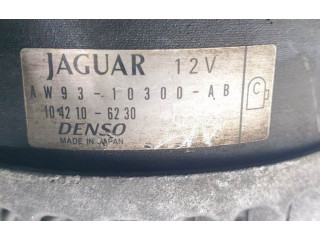 JAGUAR 12V
AW93-10300-AB
C
104210-6230
DENSO
MADE IN JAPAN